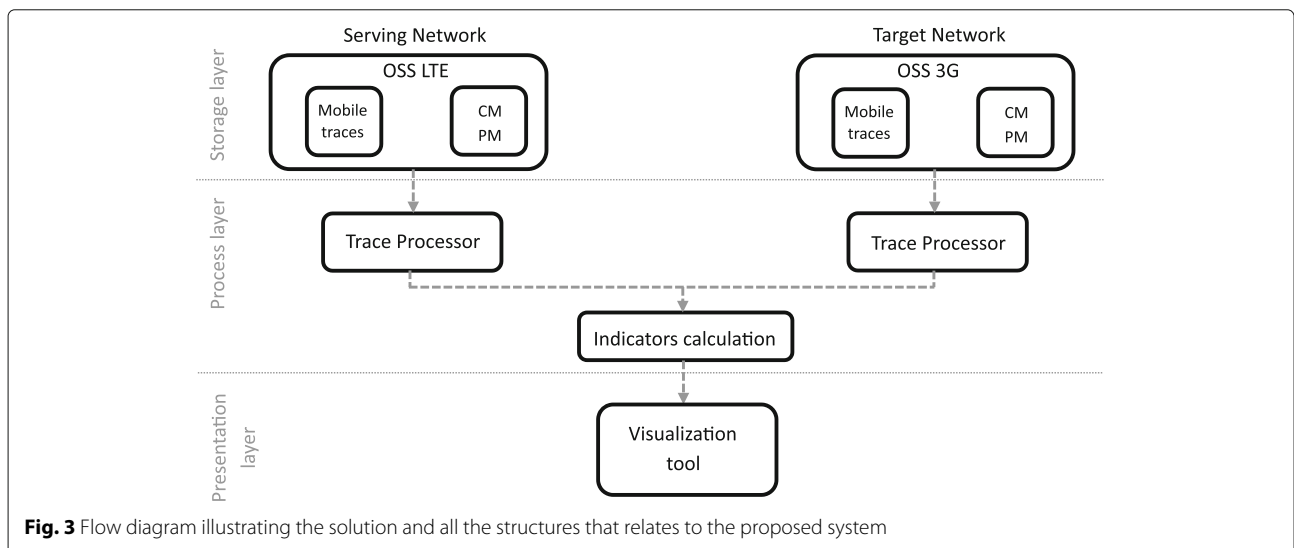 Serving Network
Target Network
Storage layer
OSS LTE
Mobile
traces
CM
PM
OSS 3G
Mobile
traces
CM
PM
Process layer
Trace Processor
Trace Processor
Indicators calculation
Presentation
layer
Visualization
tool
Fig. 3 Flow diagram illustrating the solution and all the structures that relates to the proposed system